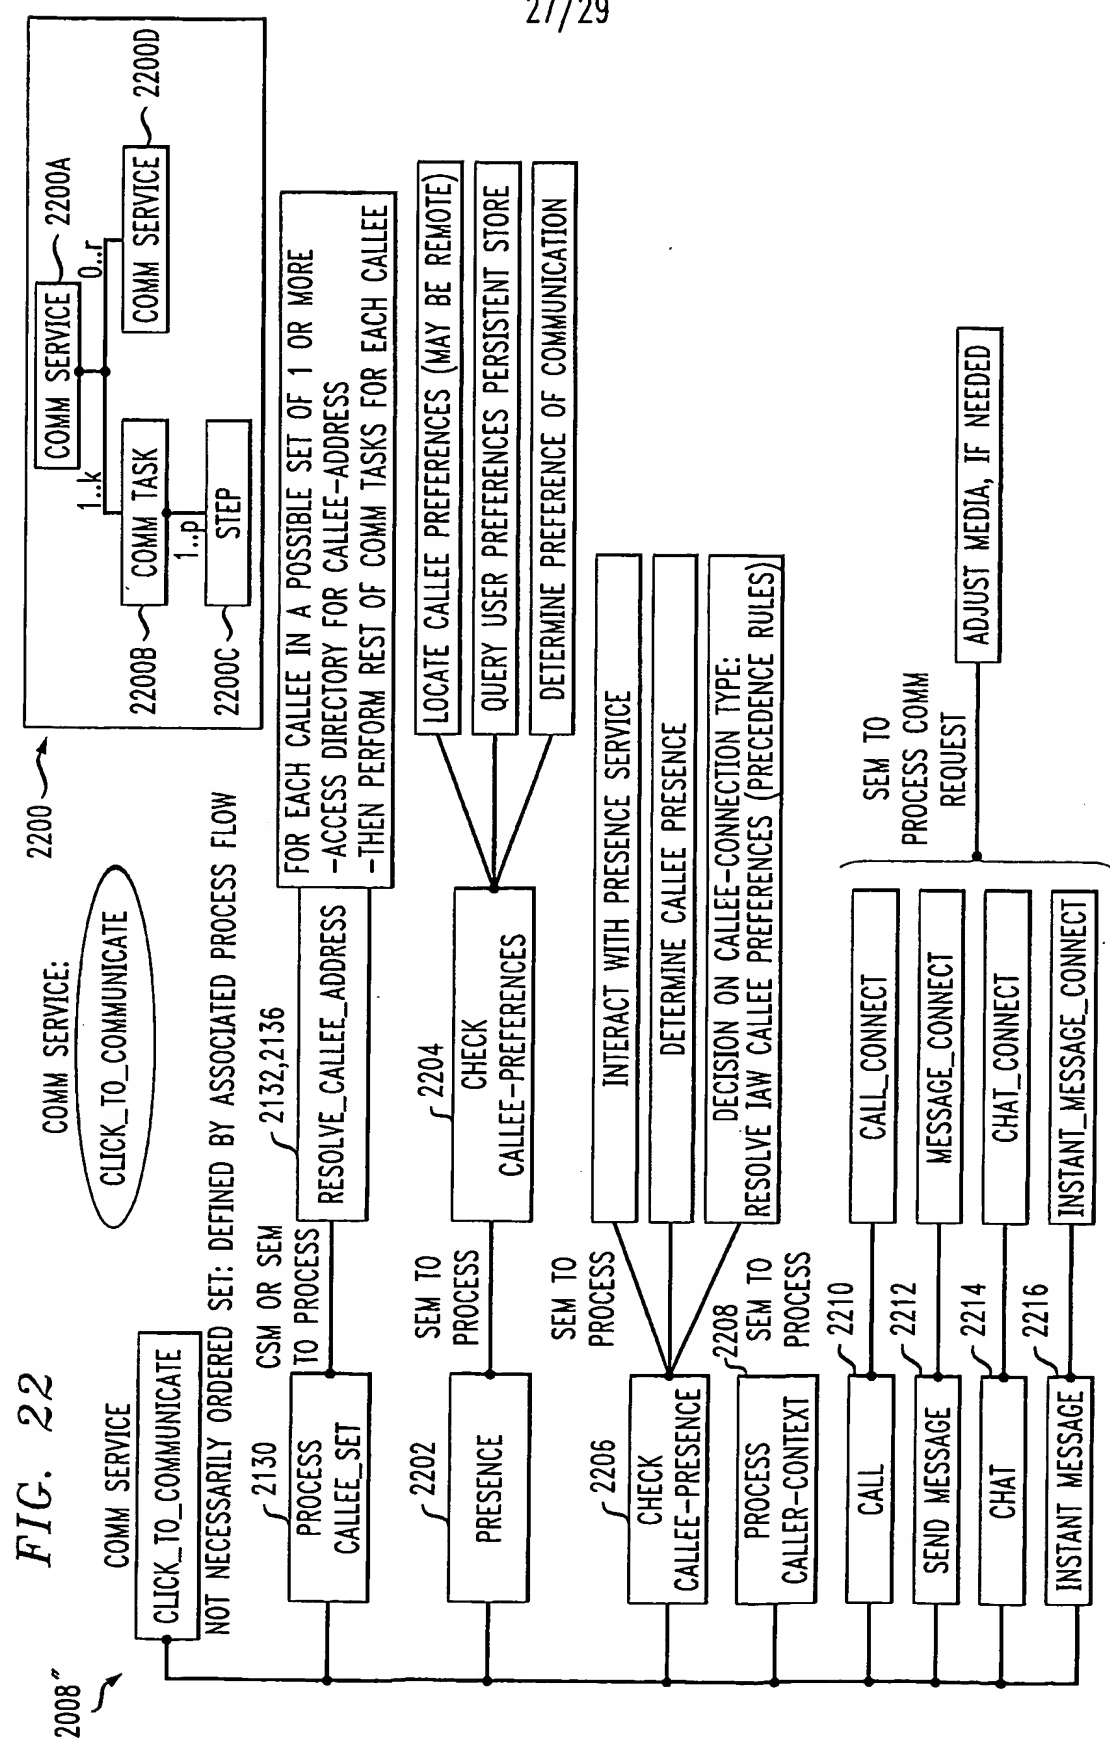 27/29
FIG. 22
2008"
COMM SERVICE
CLICK_TO_COMMUNICATE
COMM SERVICE:
CLICK_TO_COMMUNICATE
NOT NECESSARILY ORDERED SET: DEFINED BY ASSOCIATED PROCESS FLOW
2200
COMM SERVICE
2200A
1..k
0..r
COMM TASK
2200B
COMM SERVICE
2200D
1..p
STEP
2200C
2130
PROCESS
CALLEE_SET
CSM OR SEM
TO PROCESS
2132,2136
RESOLVE_CALLEE_ADDRESS
FOR EACH CALLEE IN A POSSIBLE SET OF 1 OR MORE
-ACCESS DIRECTORY FOR CALLEE-ADDRESS
-THEN PERFORM REST OF COMM TASKS FOR EACH CALLEE
2202
PRESENCE
SEM TO
PROCESS
2204
CHECK
CALLEE-PREFERENCES
LOCATE CALLEE PREFERENCES (MAY BE REMOTE)
QUERY USER PREFERENCES PERSISTENT STORE
DETERMINE PREFERENCE OF COMMUNICATION
2206
CHECK
CALLEE-PRESENCE
SEM TO
PROCESS
INTERACT WITH PRESENCE SERVICE
DETERMINE CALLEE PRESENCE
DECISION ON CALLEE-CONNECTION TYPE:
RESOLVE IAW CALLEE PREFERENCES (PRECEDENCE RULES)
2208
PROCESS
CALLER-CONTEXT
SEM TO
PROCESS
2210
CALL
CALL_CONNECT
2212
SEND MESSAGE
MESSAGE_CONNECT
2214
CHAT
CHAT_CONNECT
2216
INSTANT MESSAGE
INSTANT_MESSAGE_CONNECT
SEM TO
PROCESS COMM
REQUEST
ADJUST MEDIA, IF NEEDED